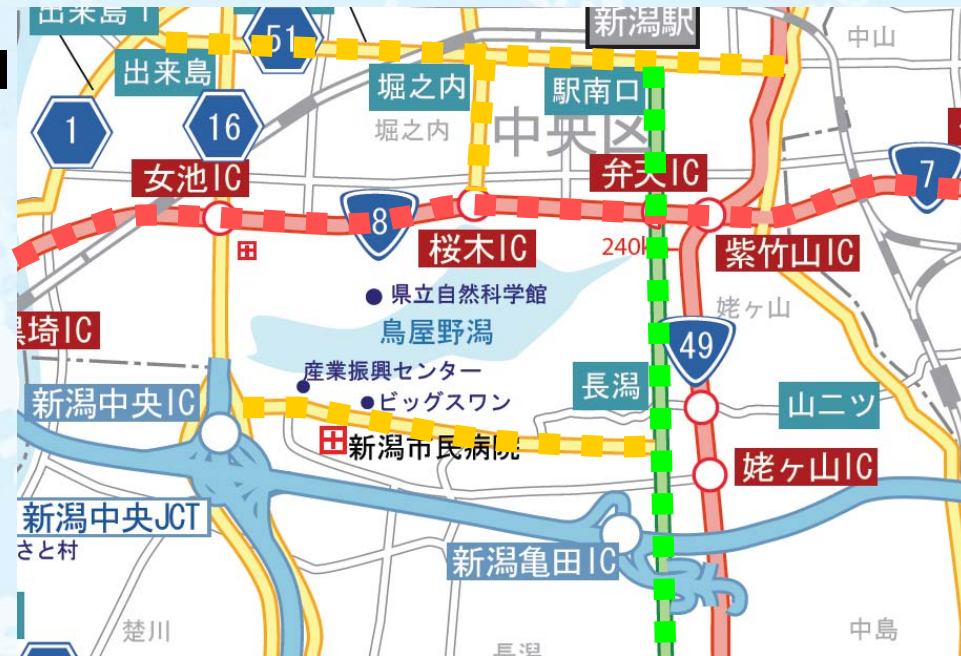 新潟駅
51
中山
出来島
堀之内
駅南口
1
16
堀之内
中央区
女池IC
弁天IC
7
8
桜木IC
240k
紫竹山IC
県立自然科学館
姥ヶ山
鳥屋野潟
埼IC
49
産業振興センター
長潟
新潟中央IC
ビッグスワン
山二ツ
新潟市民病院
姥ヶ山IC
新潟中央JCT
さと村
新潟亀田IC
楚川
中島
長潟